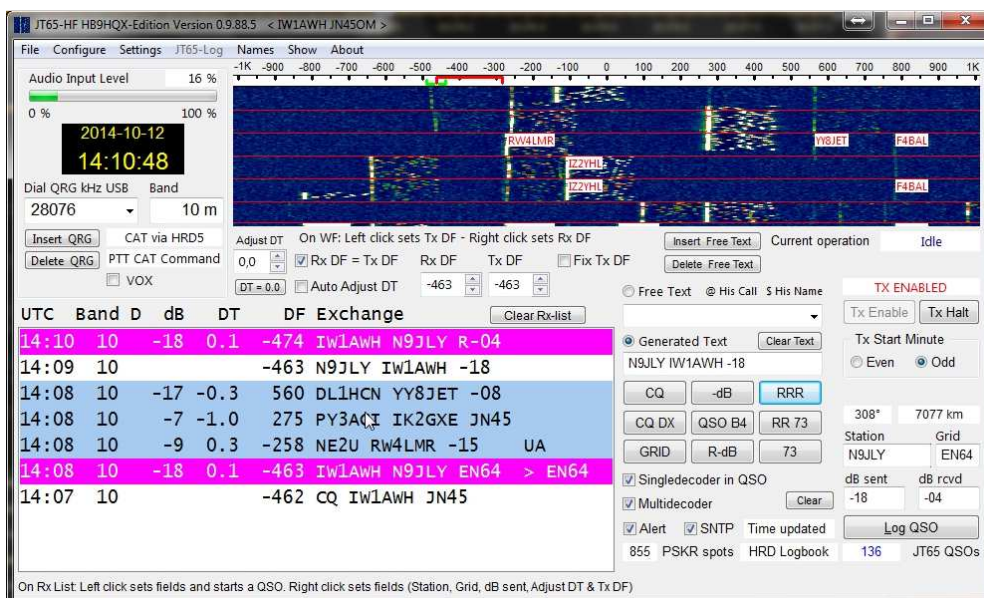 JT65-HF HB9HQX-Edition Version 0.9.88.5 < IW1AWH JN45OM >
File Configure Settings JT65-Log Names Show About
Audio Input Level 16 %
0 % 100 %
2014-10-12
14:10:48
Dial QRG kHz USB Band
28076 10 m
Insert QRG CAT via HRD5
Delete QRG PTT CAT Command
VOX
-1K -900 -800 -700 -600 -500 -400 -300 -200 -100 0 100 200 300 400 500 600 700 800 900 1K
RW4LMR YY8JET F4BAL
IZ2YHL
IZ2YHL F4BAL
Adjust DT On WF: Left click sets Tx DF - Right click sets Rx DF
0,0 Rx DF = Tx DF Rx DF Tx DF Fix Tx DF
DT = 0.0 Auto Adjust DT -463 -463
Insert Free Text Current operation Idle
Delete Free Text
UTC Band D dB DT DF Exchange Clear Rx-list
14:10 10 -18 0.1 -474 IW1AWH N9JLY R-04
14:09 10 -463 N9JLY IW1AWH -18
14:08 10 -17 -0.3 560 DL1HCN YY8JET -08
14:08 10 -7 -1.0 275 PY3ACI IK2GXE JN45
14:08 10 -9 0.3 -258 NE2U RW4LMR -15 UA
14:08 10 -18 0.1 -463 IW1AWH N9JLY EN64 > EN64
14:07 10 -462 CQ IW1AWH JN45
Free Text @ His Call $ His Name
Generated Text Clear Text
N9JLY IW1AWH -18
CQ -dB RRR
CQ DX QSO B4 RR 73
GRID R-dB 73
Singledecoder in QSO
Multidecoder Clear
Alert SNTP Time updated
855 PSKR spots HRD Logbook
TX ENABLED
Tx Enable Tx Halt
Tx Start Minute
Even Odd
308° 7077 km
Station Grid
N9JLY EN64
dB sent dB rcvd
-18 -04
Log QSO
136 JT65 QSOs
On Rx List: Left click sets fields and starts a QSO. Right click sets fields (Station, Grid, dB sent, Adjust DT & Tx DF)